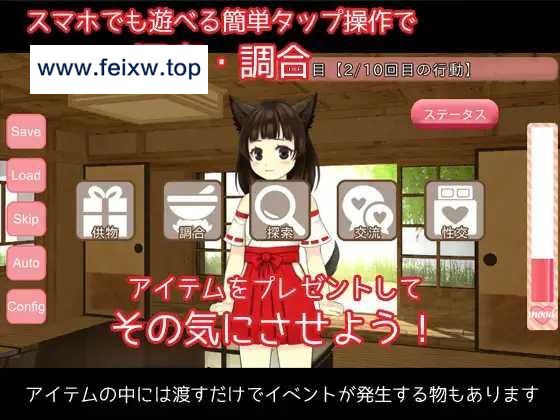 スマホでも遊べる簡単タップ操作で
・調合
www.feixw.top
目【2/10回目の行動】
ステータス
Save
Load
Skip
Auto
Config
供物
調合
探索
交流
性交
mood
アイテムをプレゼントして
その気にさせよう！
アイテムの中には渡すだけでイベントが発生する物もあります